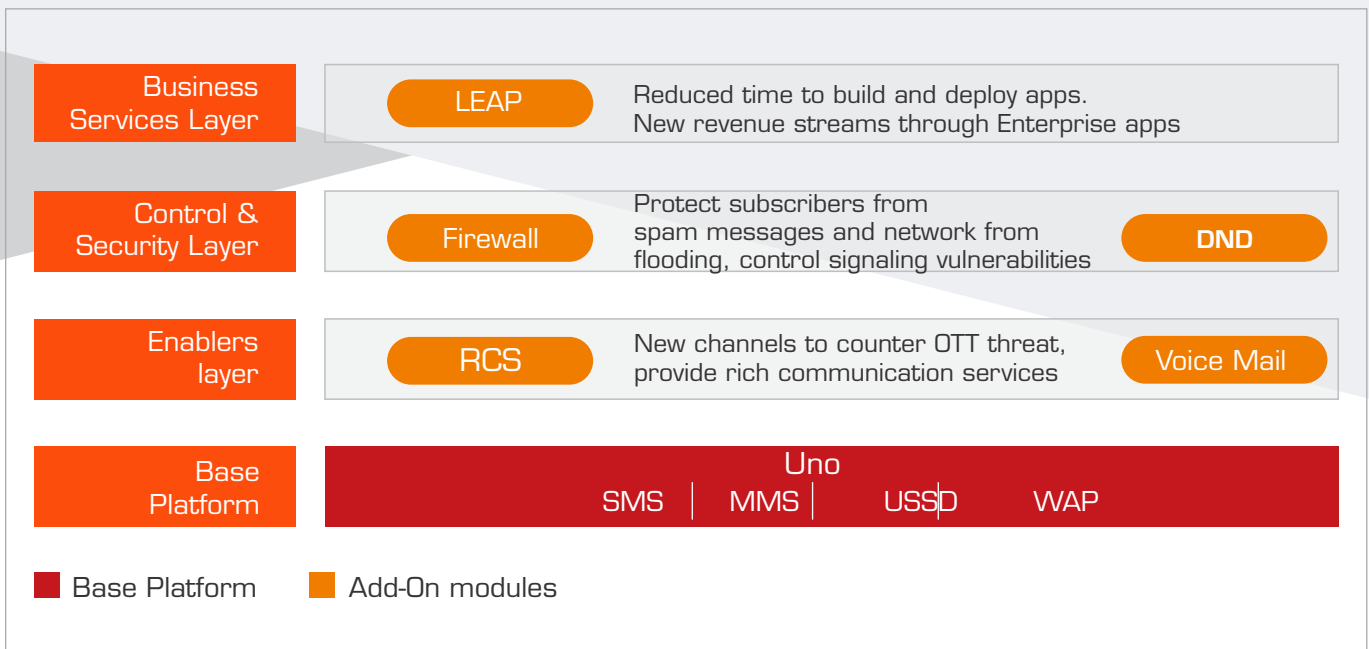 Business
Services Layer
LEAP
Reduced time to build and deploy apps.
New revenue streams through Enterprise apps
Control &
Security Layer
Firewall
Protect subscribers from
spam messages and network from
flooding, control signaling vulnerabilities
DND
Enablers
layer
RCS
New channels to counter OTT threat,
provide rich communication services
Voice Mail
Base
Platform
Uno
SMS | MMS | USSD | WAP
Base Platform
Add-On modules